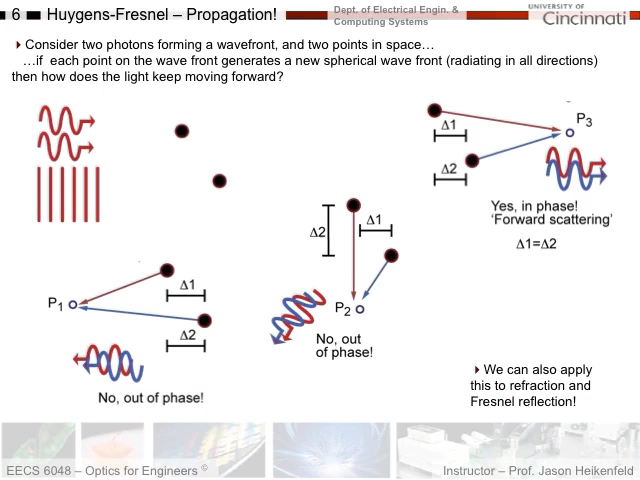 6 Huygens-Fresnel – Propagation!
Dept. of Electrical Engin. &
Computing Systems
UNIVERSITY OF
Cincinnati
Consider two photons forming a wavefront, and two points in space…
…if each point on the wave front generates a new spherical wave front (radiating in all directions)
then how does the light keep moving forward?
Δ1
P3
Δ2
Yes, in phase!
'Forward scattering'
Δ1=Δ2
Δ2
Δ1
P2
No, out
of phase!
P1
Δ1
Δ2
No, out of phase!
We can also apply
this to refraction and
Fresnel reflection!
EECS 6048 – Optics for Engineers ©
Instructor – Prof. Jason Heikenfeld